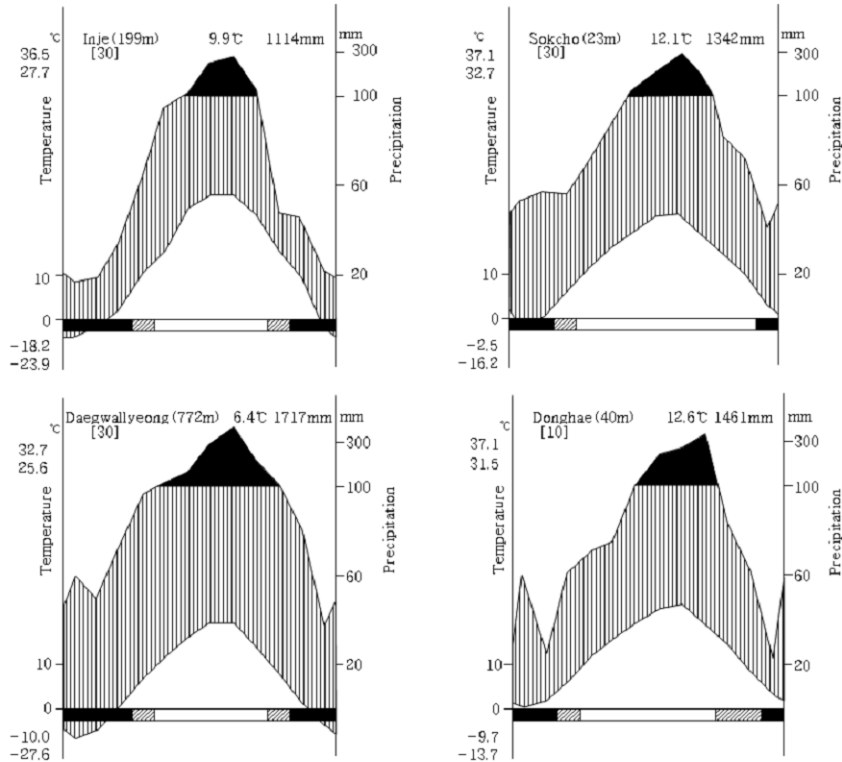 ℃ Inje(199m) 9.9℃ 1114mm mm
36.5 [30] 300
27.7
100
Temperature
Precipitation
60
10 20
0
-18.2
-23.9
℃ Sokcho(23m) 12.1℃ 1342mm mm
37.1 [30] 300
32.7
100
Temperature
Precipitation
60
10 20
0
-2.5
-16.2
Daegwallyeong(772m) 6.4℃ 1717mm mm
℃ [30]
32.7 300
25.6
100
Temperature
Precipitation
60
10 20
0
-10.0
-27.6
Donghae(40m) 12.6℃ 1461mm mm
℃ [10]
37.1 300
31.5
100
Temperature
Precipitation
60
10 20
0
-9.7
-13.7